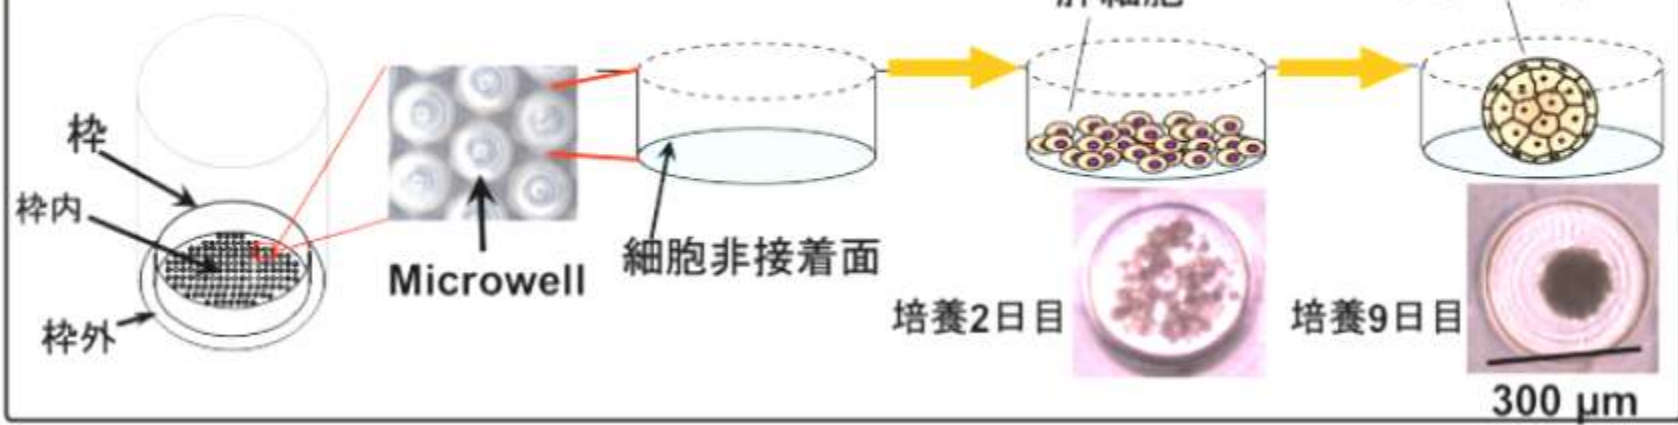 枠
枠内
枠外
Microwell
細胞非接着面
培養2日目
培養9日目
300 μm